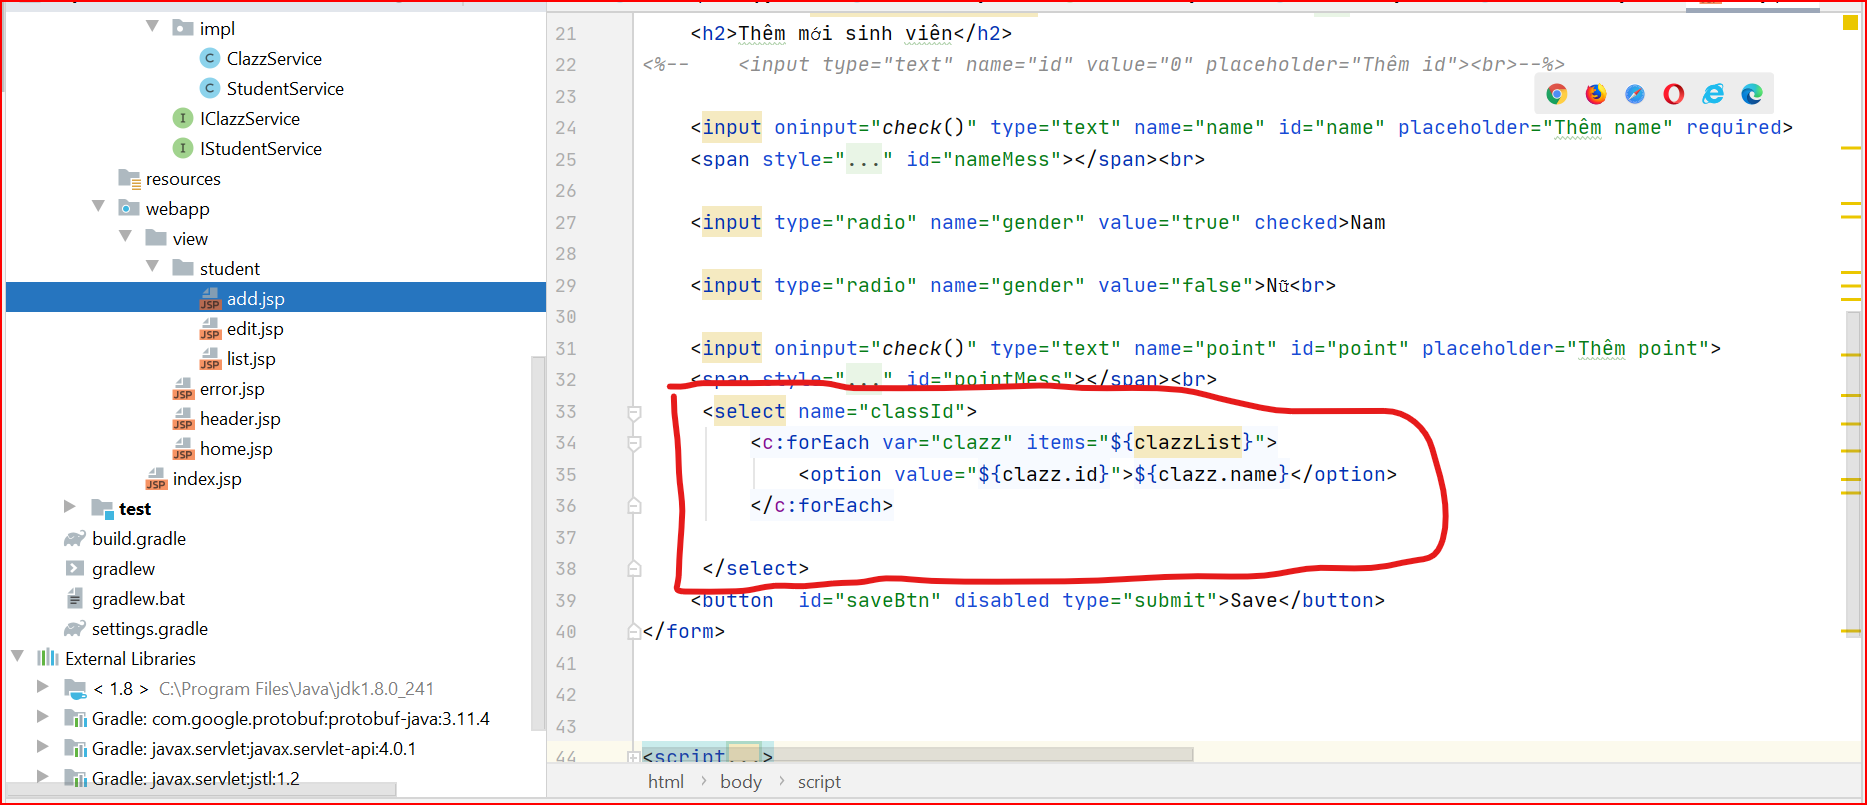 impl
ClazzService
StudentService
IClazzService
IStudentService
resources
webapp
view
student
add.jsp
edit.jsp
list.jsp
error.jsp
header.jsp
home.jsp
index.jsp
test
build.gradle
gradlew
gradlew.bat
settings.gradle
External Libraries
< 1.8 > C:\Program Files\Java\jdk1.8.0_241
Gradle: com.google.protobuf:protobuf-java:3.11.4
Gradle: javax.servlet:javax.servlet-api:4.0.1
Gradle: javax.servlet:jstl:1.2
21 <h2>Thêm mới sinh viên</h2>
22 <%-- <input type="text" name="id" value="0" placeholder="Thêm id"><br>--%>
23
24 <input oninput="check()" type="text" name="name" id="name" placeholder="Thêm name" required>
25 <span style="..." id="nameMess"></span><br>
26
27 <input type="radio" name="gender" value="true" checked>Nam
28
29 <input type="radio" name="gender" value="false">Nữ<br>
30
31 <input oninput="check()" type="text" name="point" id="point" placeholder="Thêm point">
32 <span style="..." id="pointMess"></span><br>
33 <select name="classId">
34 <c:forEach var="clazz" items="${clazzList}">
35 <option value="${clazz.id}">${clazz.name}</option>
36 </c:forEach>
37
38 </select>
39 <button id="saveBtn" disabled type="submit">Save</button>
40 </form>
41
42
43
44 <script...>
html › body › script